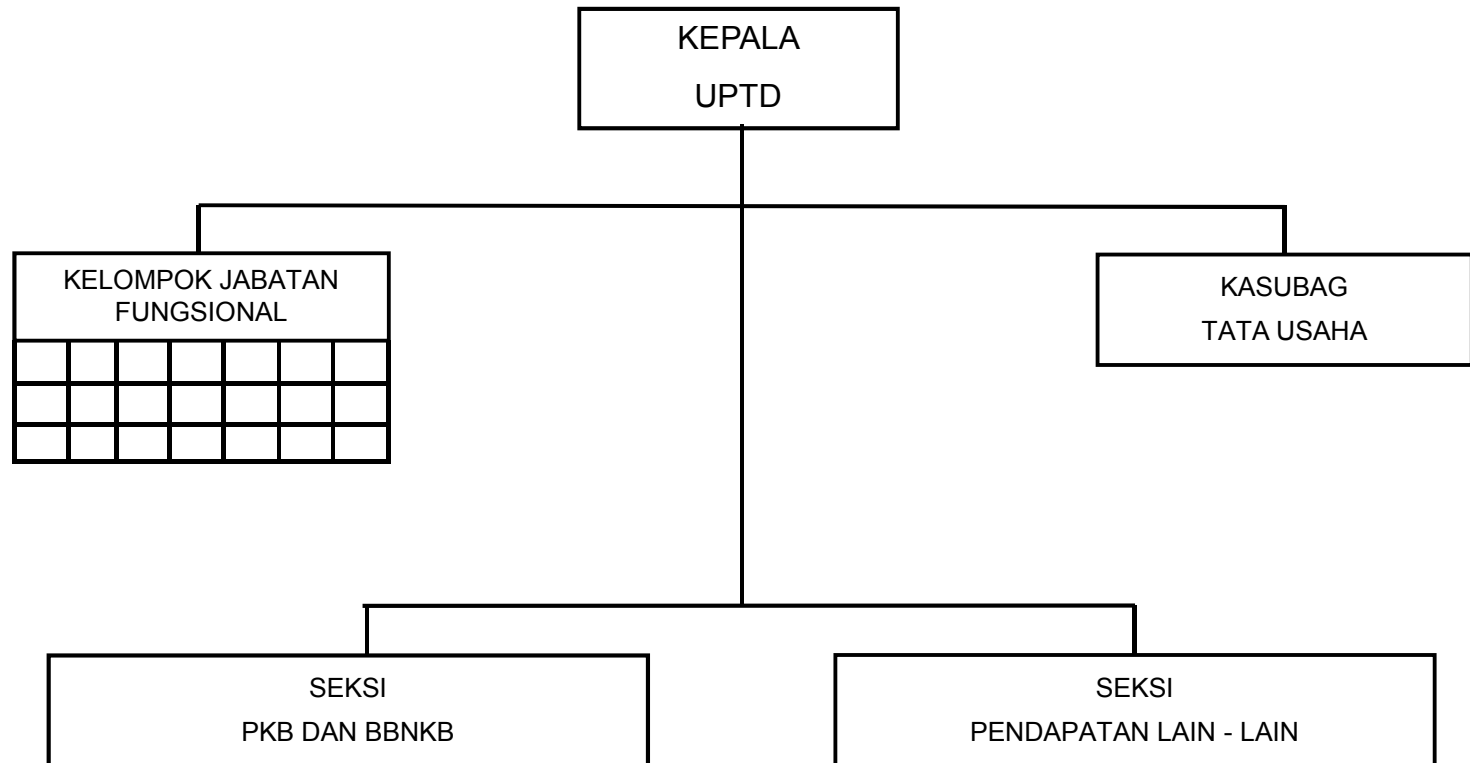 KEPALA
UPTD
KELOMPOK JABATAN
FUNGSIONAL
KASUBAG
TATA USAHA
SEKSI
PKB DAN BBNKB
SEKSI
PENDAPATAN LAIN - LAIN